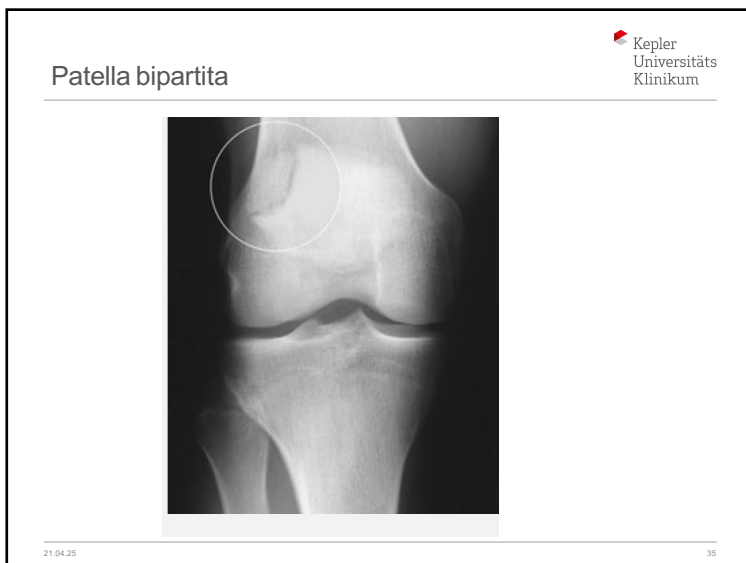 Patella bipartita
Kepler
Universitäts
Klinikum
21.04.25
35